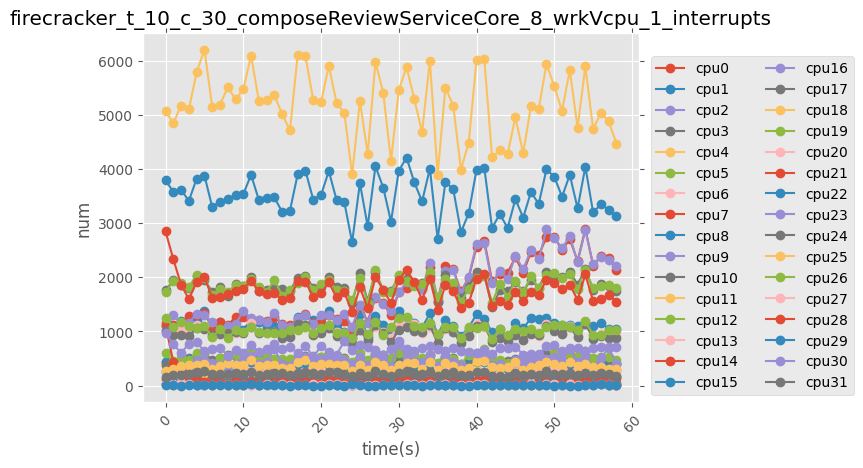 firecracker_t_10_c_30_composeReviewServiceCore_8_wrkVcpu_1_interrupts
num
6000
5000
4000
3000
2000
1000
0
0
10
20
30
40
50
60
time(s)
cpu0
cpu1
cpu2
cpu3
cpu4
cpu5
cpu6
cpu7
cpu8
cpu9
cpu10
cpu11
cpu12
cpu13
cpu14
cpu15
cpu16
cpu17
cpu18
cpu19
cpu20
cpu21
cpu22
cpu23
cpu24
cpu25
cpu26
cpu27
cpu28
cpu29
cpu30
cpu31